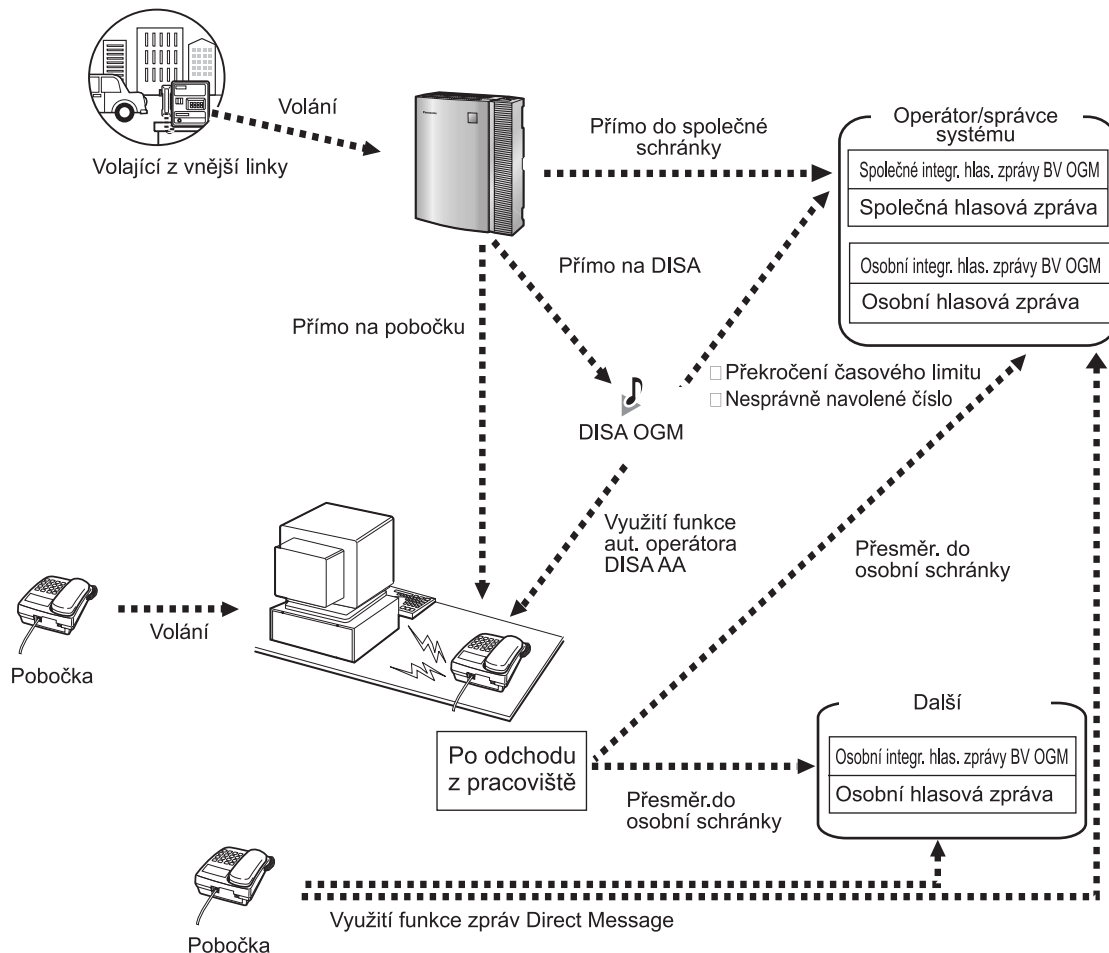 Volání
Volající z vnější linky
Panasonic
Přímo do společné
schránky
Operátor/správce
systému
Společné integr. hlas. zprávy BV OGM
Společná hlasová zpráva
Osobní integr. hlas. zprávy BV OGM
Osobní hlasová zpráva
Přímo na DISA
Přímo na pobočku
Překročení časového limitu
Nesprávně navolené číslo
DISA OGM
Využití funkce
aut. operátora
DISA AA
Přesměr. do
osobní schránky
Volání
Pobočka
Po odchodu
z pracoviště
Další
Osobní integr. hlas. zprávy BV OGM
Osobní hlasová zpráva
Přesměr.do
osobní schránky
Využití funkce zpráv Direct Message
Pobočka